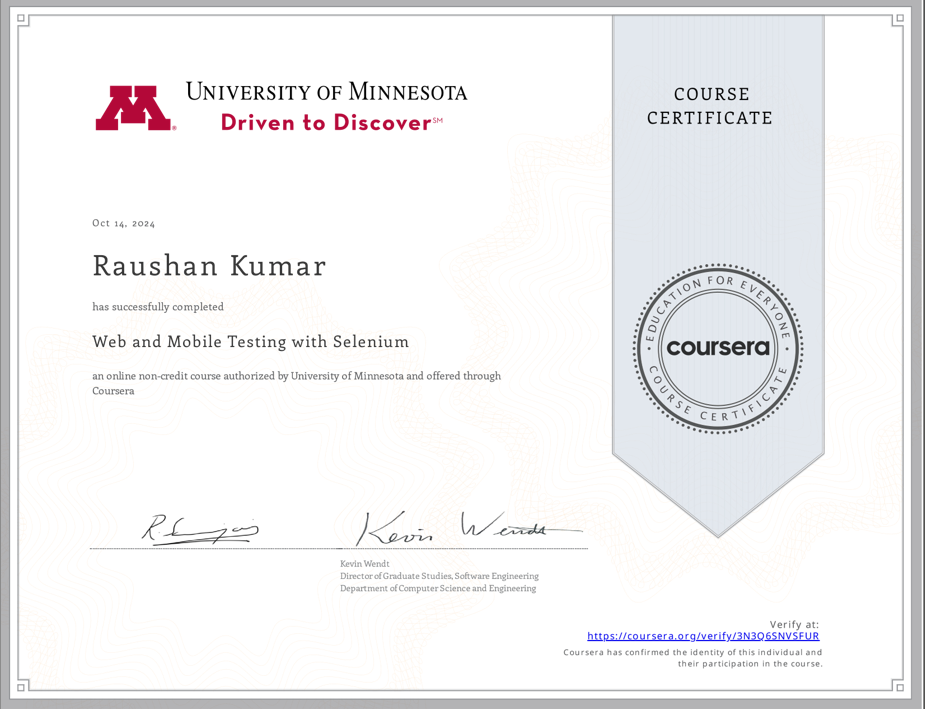 UNIVERSITY OF MINNESOTA
Driven to Discover℠
COURSE
CERTIFICATE
Oct 14, 2024
Raushan Kumar
has successfully completed
Web and Mobile Testing with Selenium
an online non-credit course authorized by University of Minnesota and offered through
Coursera
EDUCATION FOR EVERYONE
coursera
COURSE CERTIFICATE
Kevin Wendt
Kevin Wendt
Director of Graduate Studies, Software Engineering
Department of Computer Science and Engineering
Verify at:
https://coursera.org/verify/3N3Q6SNVSFUR
Coursera has confirmed the identity of this individual and
their participation in the course.